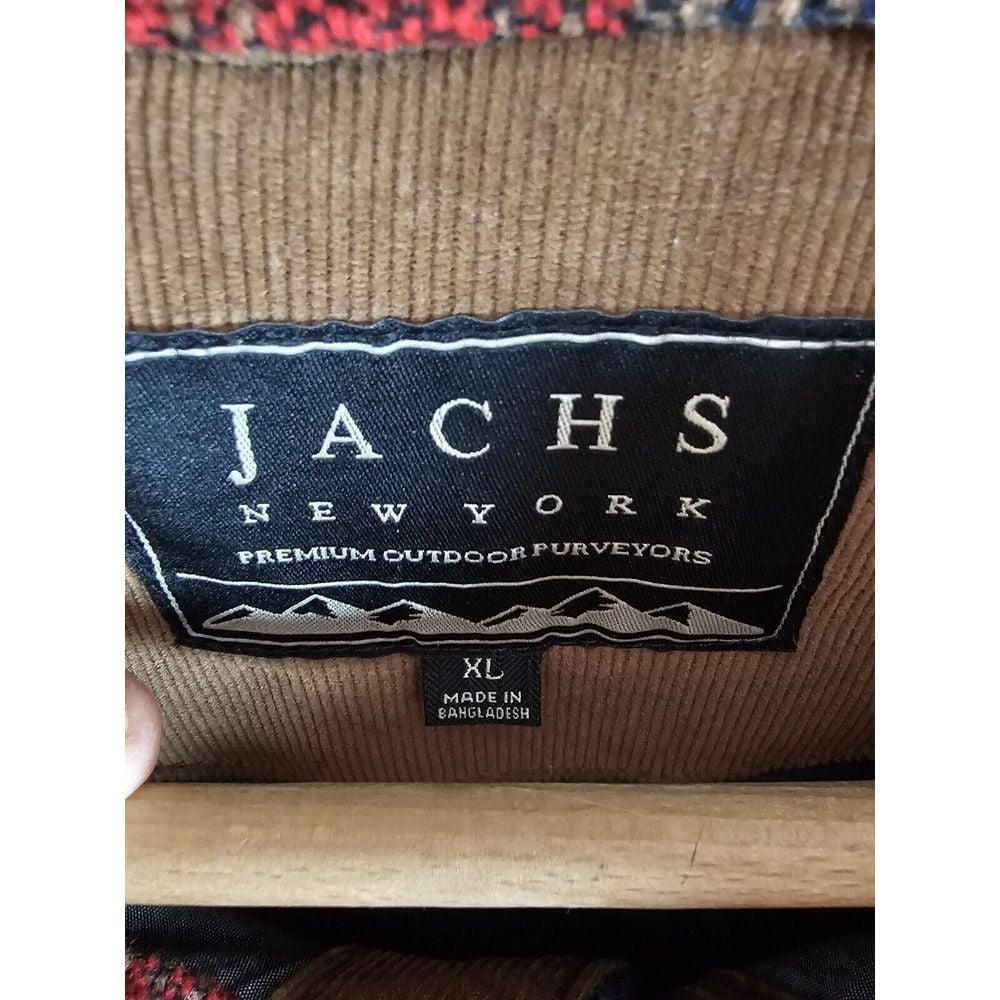 JACHS
NEW YORK
PREMIUM OUTDOOR PURVEYORS
XL
MADE IN
BANGLADESH